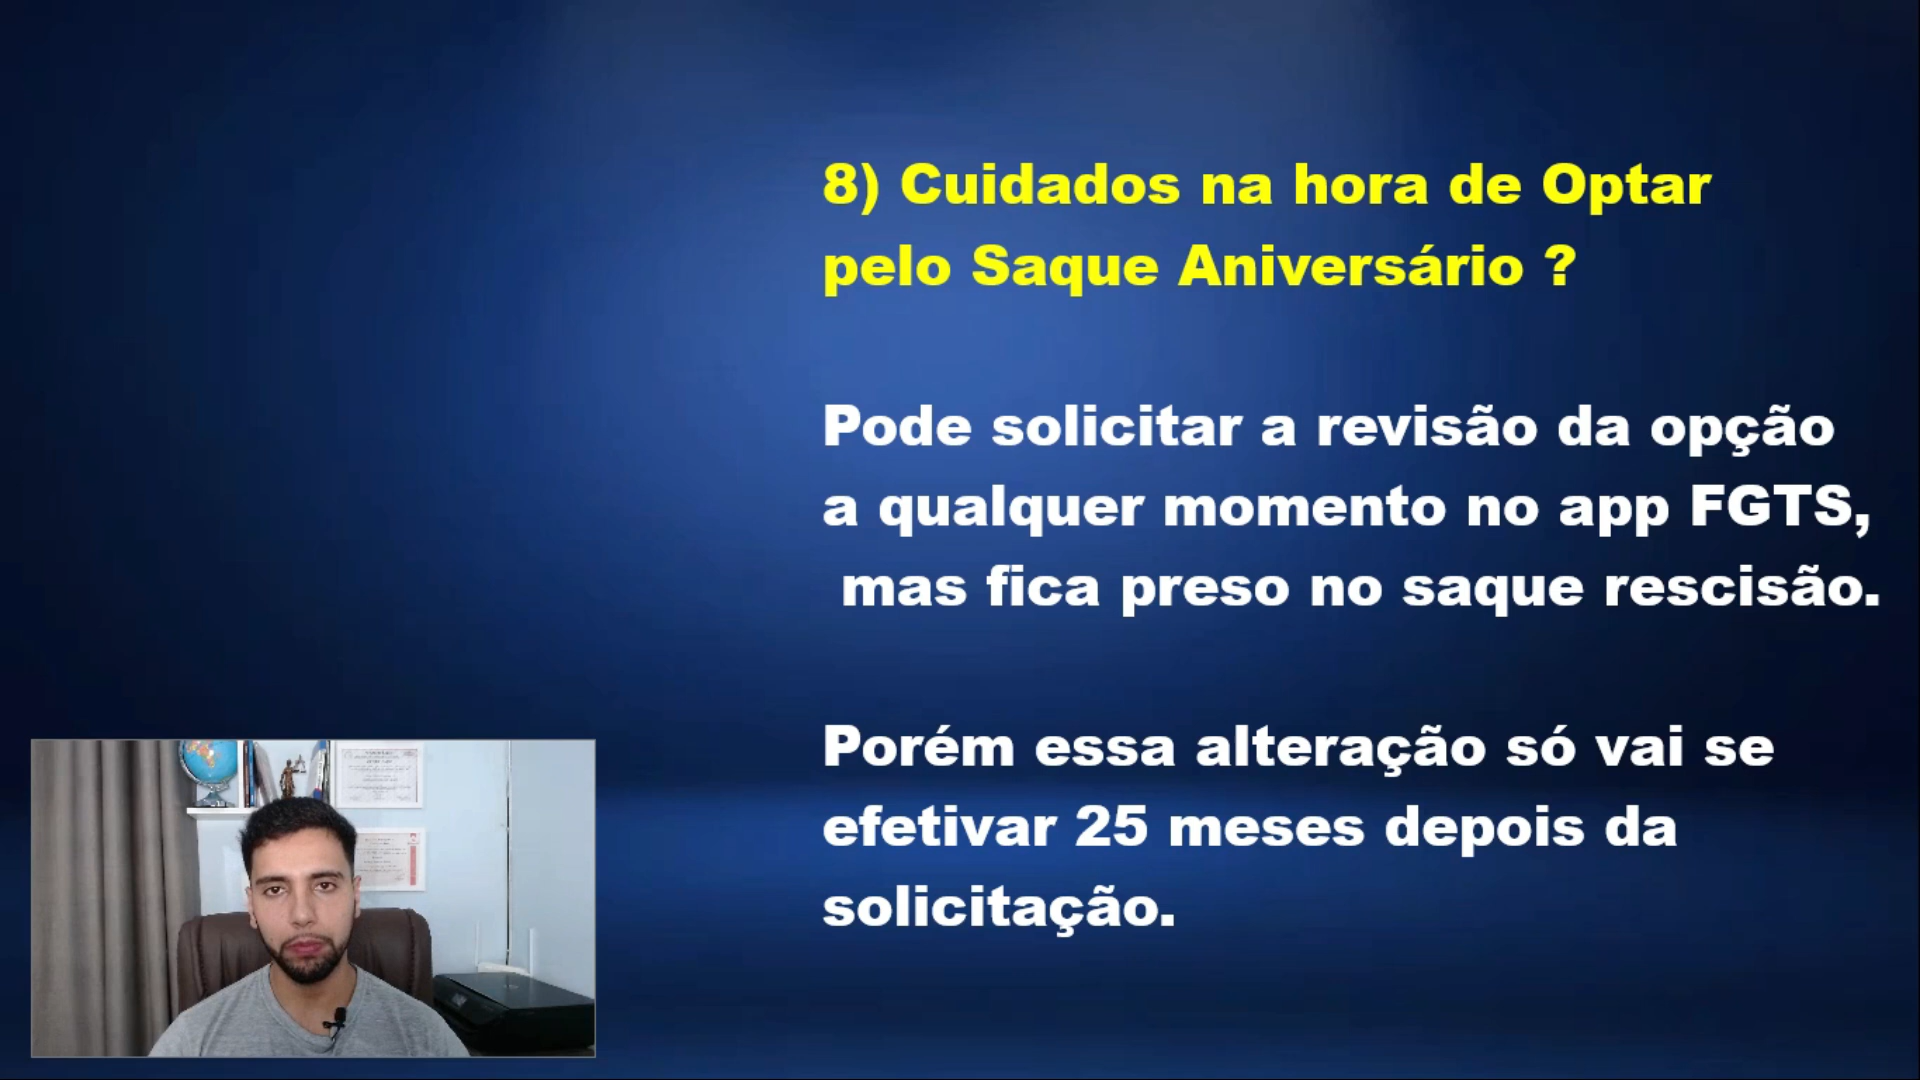 8) Cuidados na hora de Optar
pelo Saque Aniversário ?
Pode solicitar a revisão da opção
a qualquer momento no app FGTS,
mas fica preso no saque rescisão.
Porém essa alteração só vai se
efetivar 25 meses depois da
solicitação.